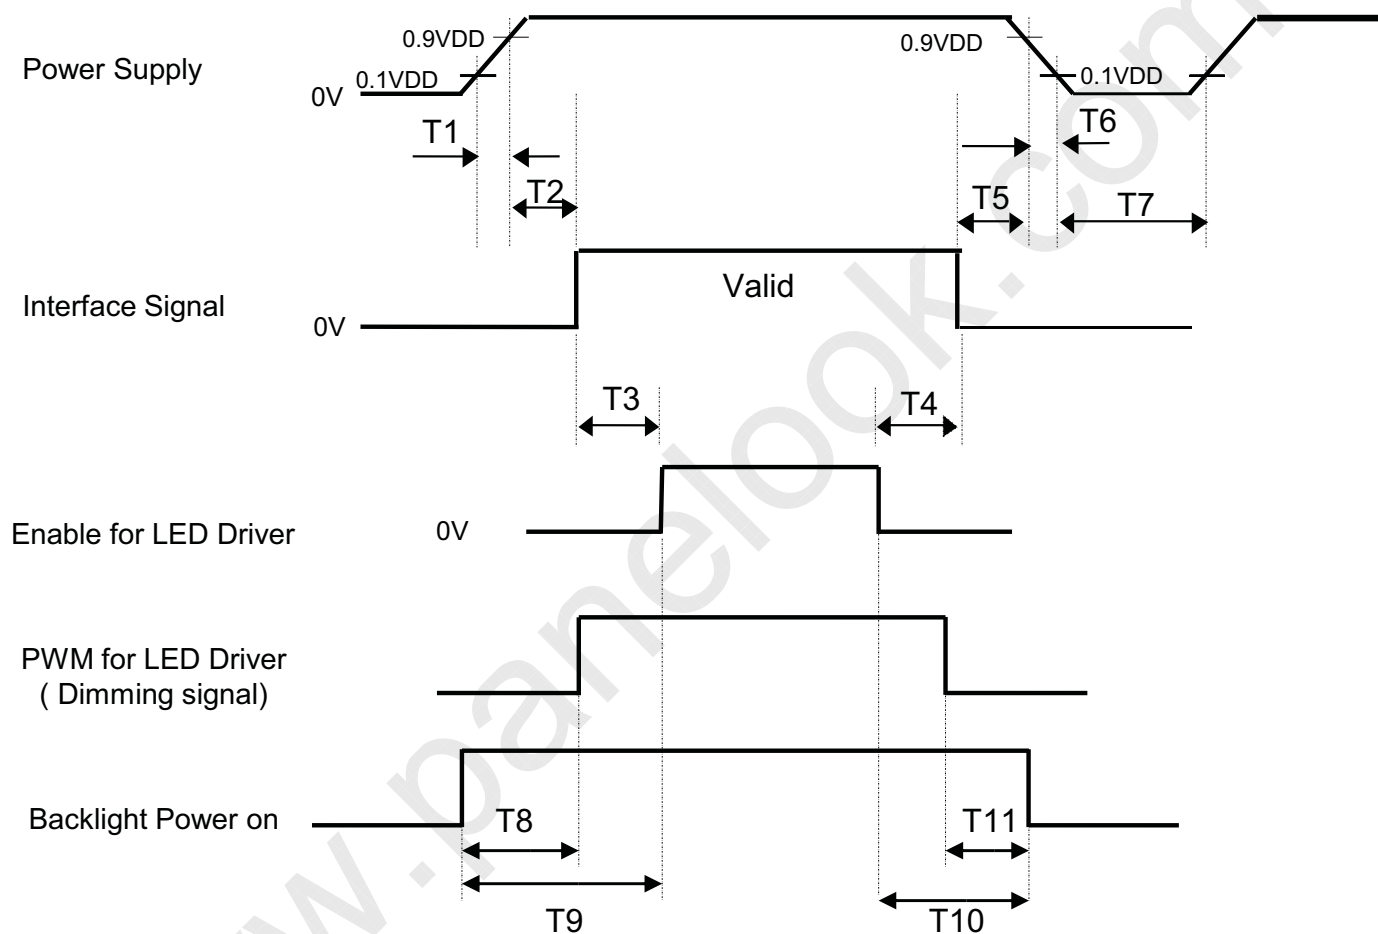 Power Supply
0.9VDD
0.9VDD
0.1VDD
0.1VDD
0V
T1
T6
T2
T5
T7
Interface Signal
Valid
0V
T3
T4
Enable for LED Driver
0V
PWM for LED Driver
( Dimming signal)
Backlight Power on
T8
T11
T9
T10
w.panelook.com